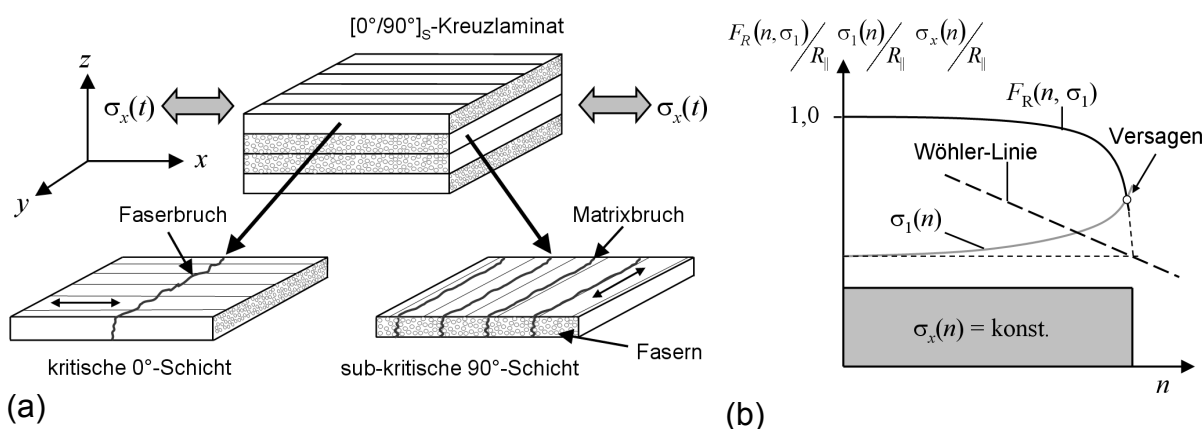 [0°/90°]s-Kreuzlaminat
z
σx(t)
σx(t)
x
y
Faserbruch
Matrixbruch
Fasern
kritische 0°-Schicht
sub-kritische 90°-Schicht
(a)
FR(n, σ1)/R∥ σ1(n)/R∥ σx(n)/R∥
1,0
FR(n, σ1)
Versagen
Wöhler-Linie
σ1(n)
σx(n) = konst.
n
(b)